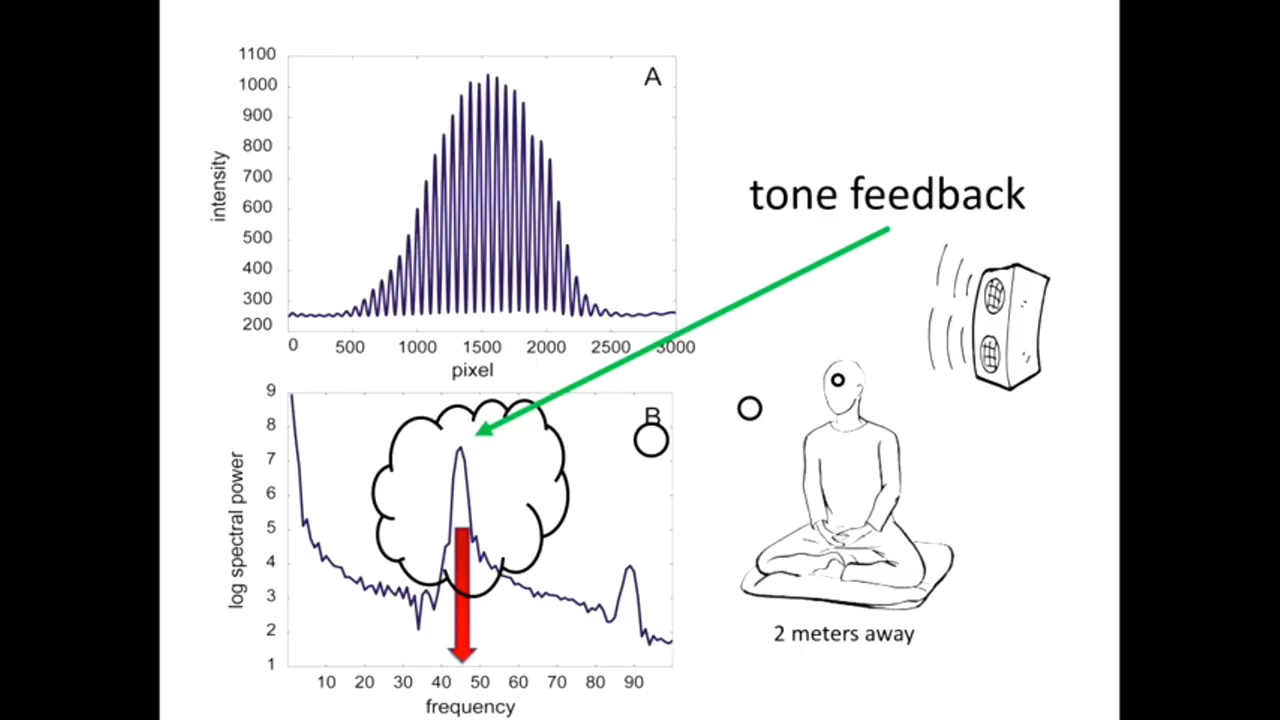 1100
1000
900
800
700
600
500
400
300
200
intensity
A
0 500 1000 1500 2000 2500 3000
pixel
tone feedback
9
8
7
6
5
4
3
2
1
log spectral power
B
10 20 30 40 50 60 70 80 90
frequency
2 meters away